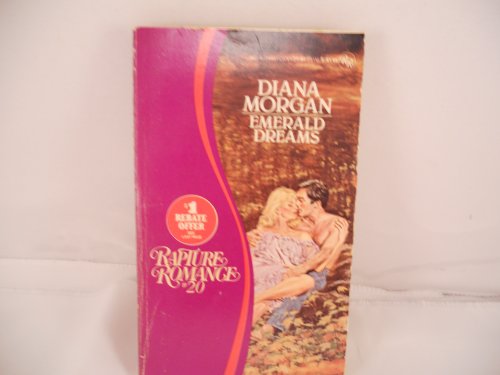 DIANA
MORGAN
EMERALD
DREAMS
$1
REBATE
OFFER
RAPTURE
ROMANCE
#20